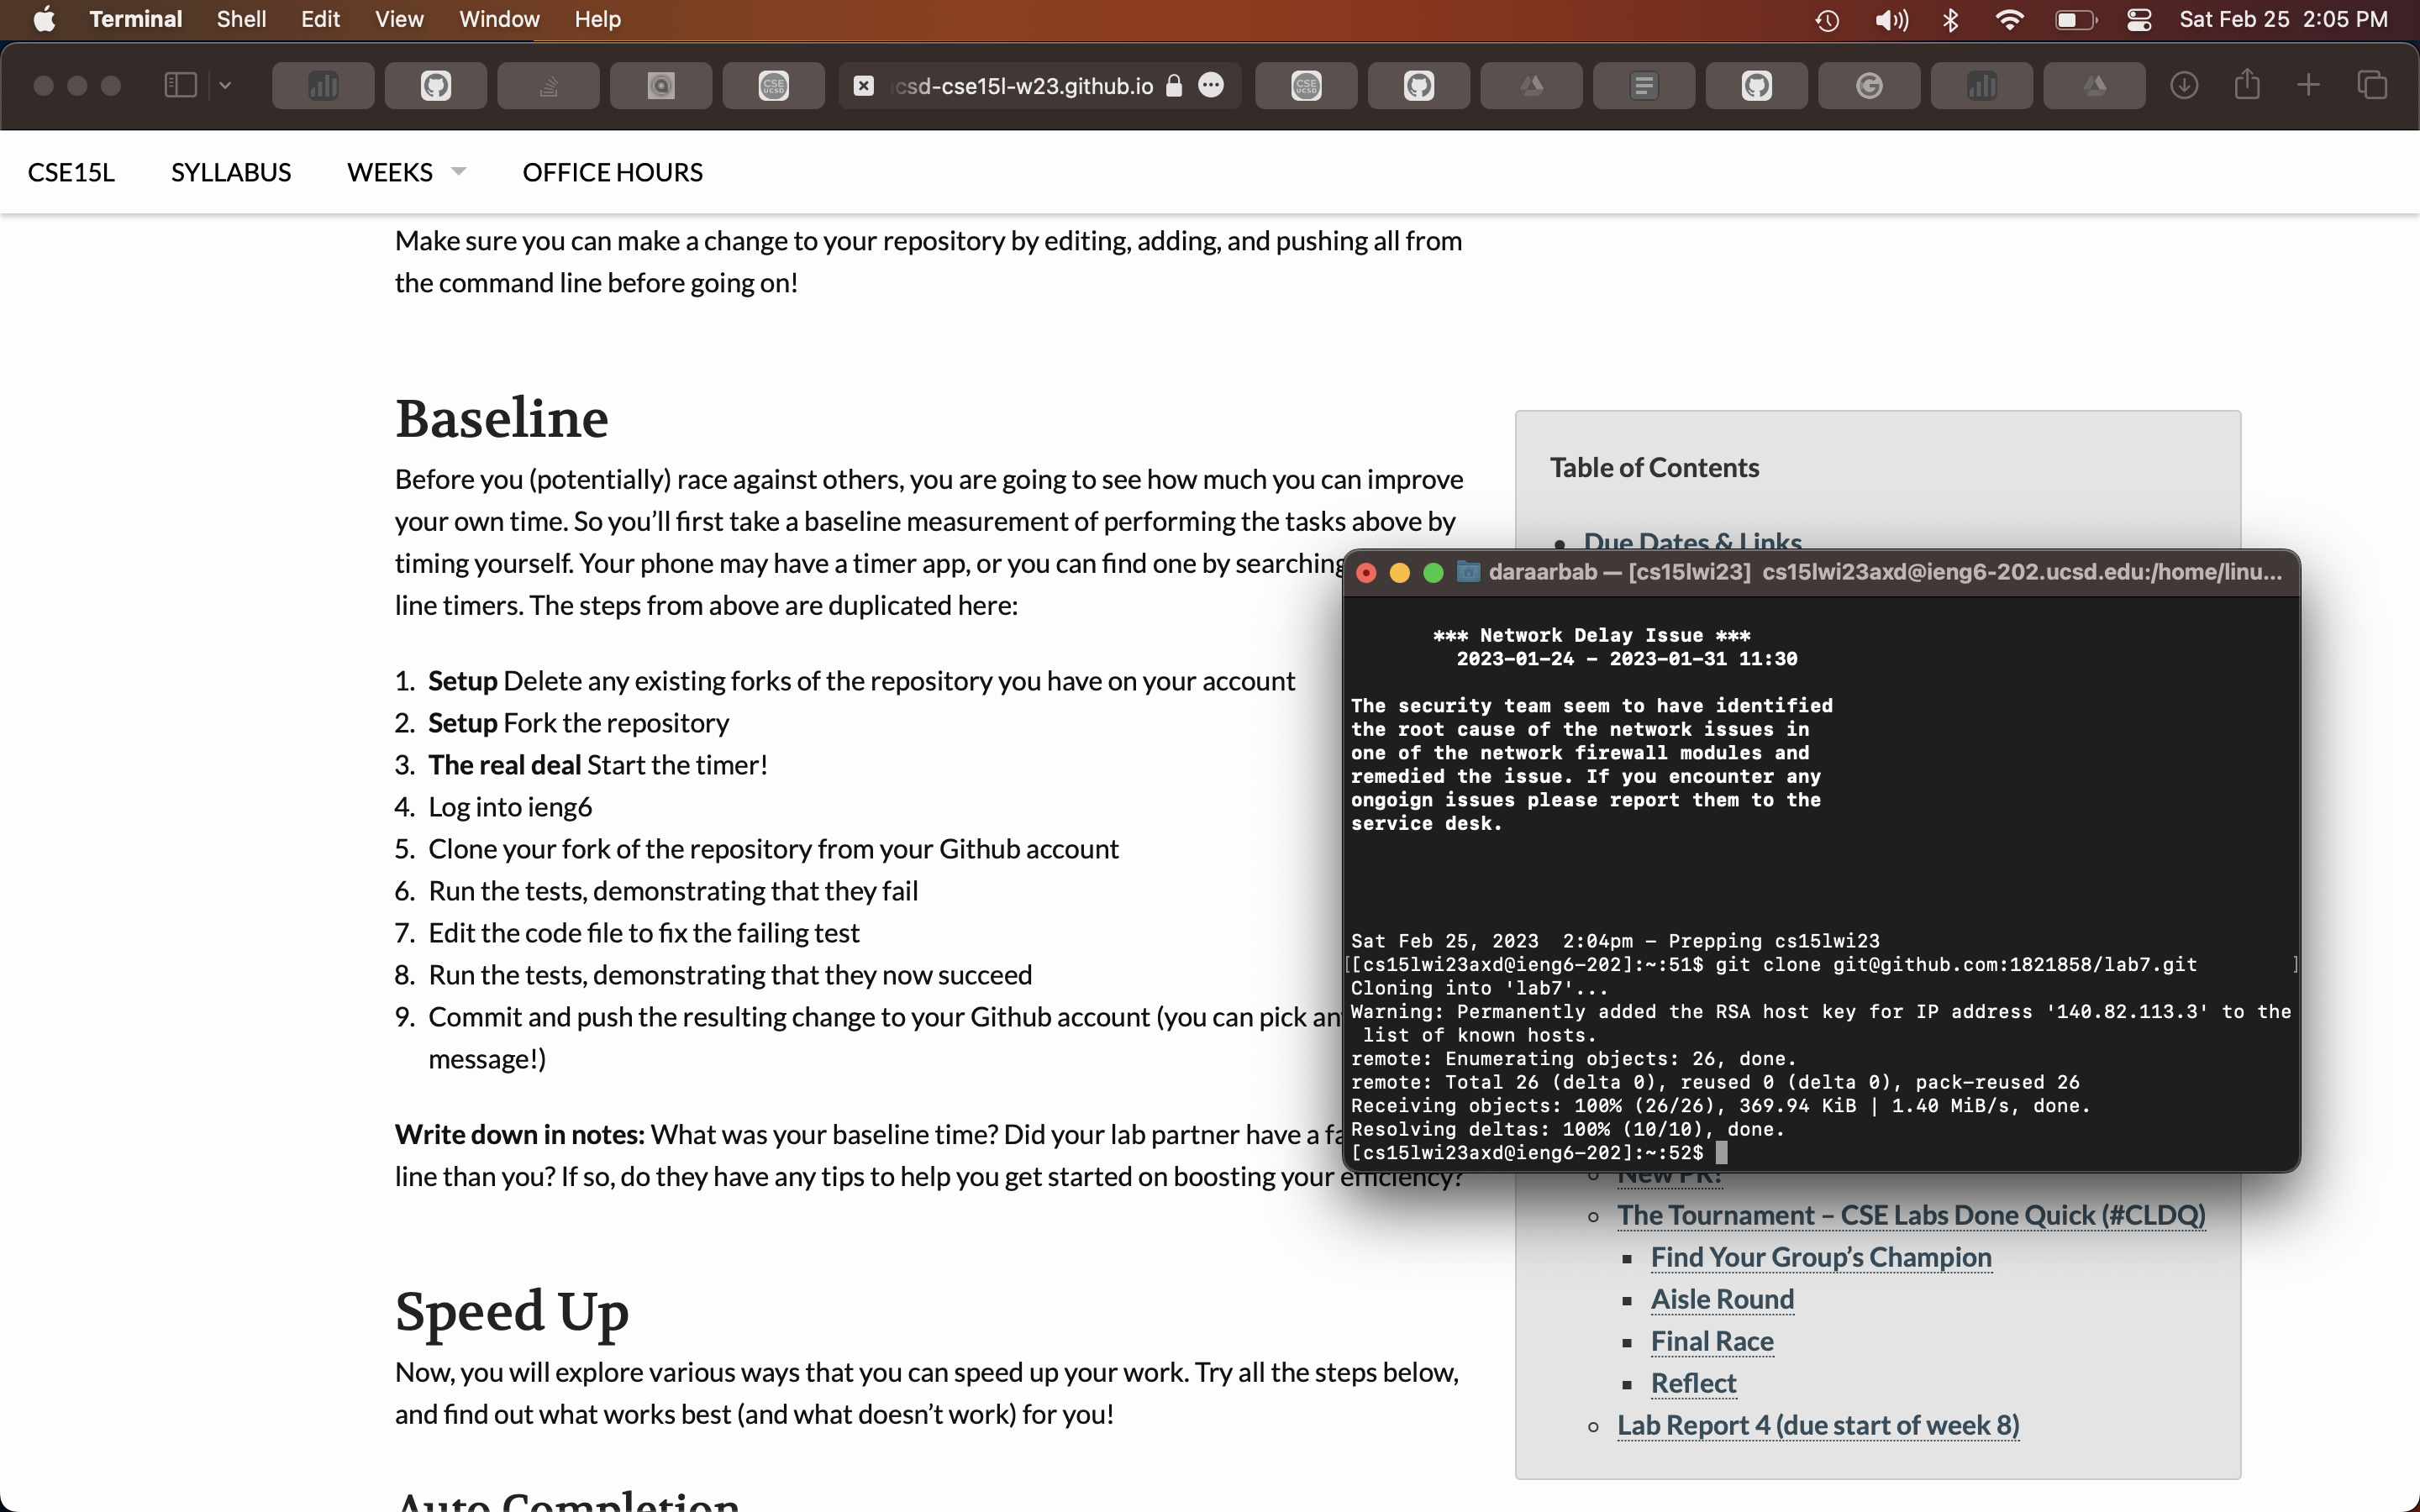 Terminal Shell Edit View Window Help Sat Feb 25 2:05 PM
csd-cse15l-w23.github.io
CSE15L SYLLABUS WEEKS OFFICE HOURS
Make sure you can make a change to your repository by editing, adding, and pushing all from
the command line before going on!
Baseline
Before you (potentially) race against others, you are going to see how much you can improve
your own time. So you’ll first take a baseline measurement of performing the tasks above by
timing yourself. Your phone may have a timer app, or you can find one by searching
line timers. The steps from above are duplicated here:
1. Setup Delete any existing forks of the repository you have on your account
2. Setup Fork the repository
3. The real deal Start the timer!
4. Log into ieng6
5. Clone your fork of the repository from your Github account
6. Run the tests, demonstrating that they fail
7. Edit the code file to fix the failing test
8. Run the tests, demonstrating that they now succeed
9. Commit and push the resulting change to your Github account (you can pick
message!)
Write down in notes: What was your baseline time? Did your lab partner have a
line than you? If so, do they have any tips to help you get started on boosting your efficiency?
Speed Up
Now, you will explore various ways that you can speed up your work. Try all the steps below,
and find out what works best (and what doesn’t work) for you!
Auto Completion
Table of Contents
Due Dates & Links
daraarbab — [cs15lwi23] cs15lwi23axd@ieng6-202.ucsd.edu:/home/linu...
*** Network Delay Issue ***
2023-01-24 - 2023-01-31 11:30
The security team seem to have identified
the root cause of the network issues in
one of the network firewall modules and
remedied the issue. If you encounter any
ongoign issues please report them to the
service desk.
Sat Feb 25, 2023 2:04pm - Prepping cs15lwi23
[[cs15lwi23axd@ieng6-202]:~:51$ git clone git@github.com:1821858/lab7.git ]
Cloning into 'lab7'...
Warning: Permanently added the RSA host key for IP address '140.82.113.3' to the
list of known hosts.
remote: Enumerating objects: 26, done.
remote: Total 26 (delta 0), reused 0 (delta 0), pack-reused 26
Receiving objects: 100% (26/26), 369.94 KiB | 1.40 MiB/s, done.
Resolving deltas: 100% (10/10), done.
[cs15lwi23axd@ieng6-202]:~:52$
New PR!
The Tournament – CSE Labs Done Quick (#CLDQ)
Find Your Group’s Champion
Aisle Round
Final Race
Reflect
Lab Report 4 (due start of week 8)